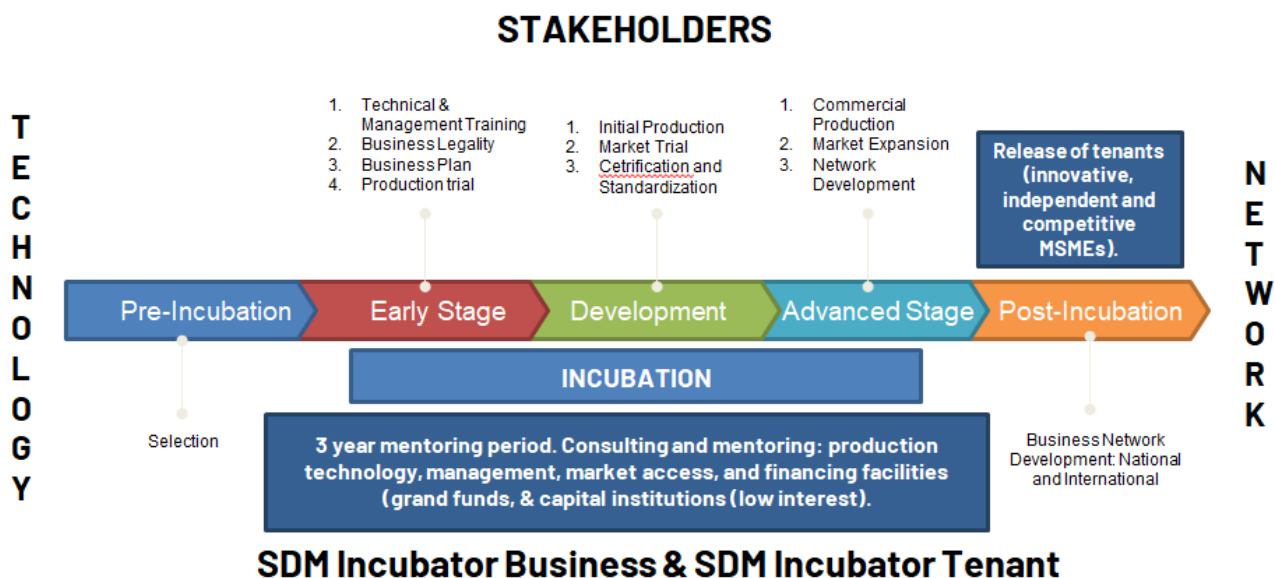 STAKEHOLDERS
T
E
C
H
N
O
L
O
G
Y
1. Technical &
Management Training
2. Business Legality
3. Business Plan
4. Production trial
1. Initial Production
2. Market Trial
3. Cetrification and
Standardization
1. Commercial
Production
2. Market Expansion
3. Network
Development
Release of tenants
(innovative,
independent and
competitive
MSMEs).
N
E
T
W
O
R
K
Pre-Incubation
Early Stage
Development
Advanced Stage
Post-Incubation
INCUBATION
Selection
3 year mentoring period. Consulting and mentoring: production
technology, management, market access, and financing facilities
(grand funds, & capital institutions (low interest).
Business Network
Development: National
and International
SDM Incubator Business & SDM Incubator Tenant